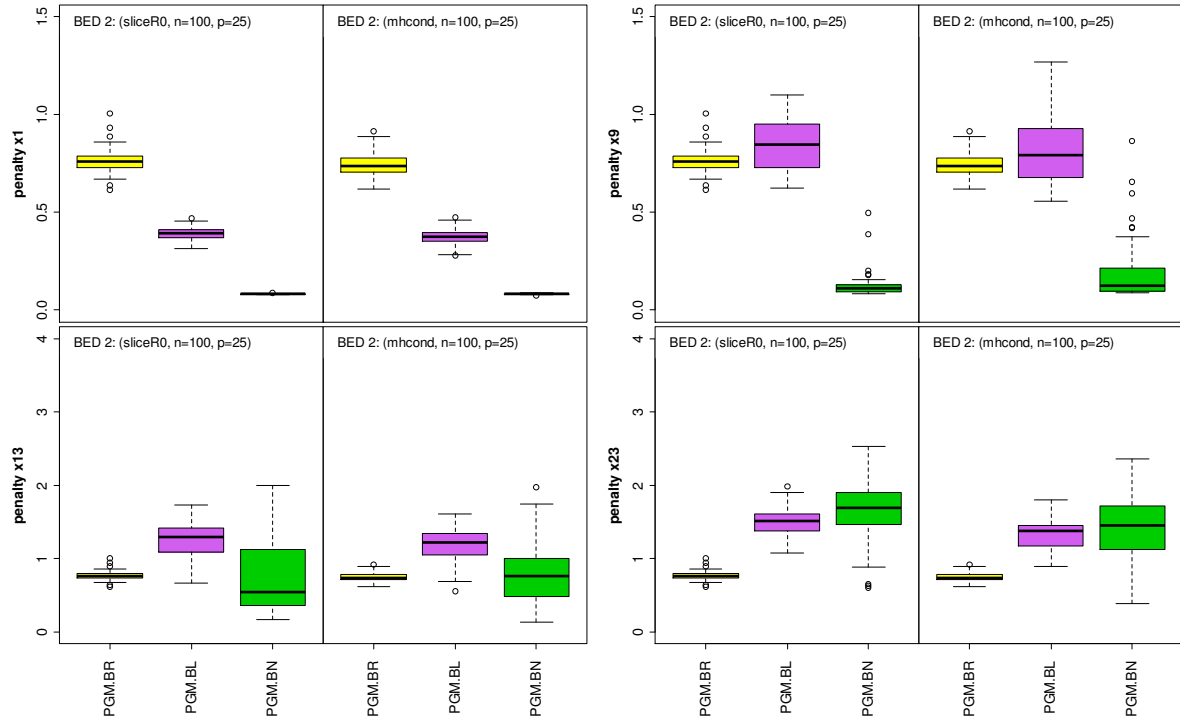 BED 2: (sliceR0, n=100, p=25)
BED 2: (mhcond, n=100, p=25)
penalty x1
0.0
0.5
1.0
1.5
BED 2: (sliceR0, n=100, p=25)
BED 2: (mhcond, n=100, p=25)
penalty x9
0.0
0.5
1.0
1.5
BED 2: (sliceR0, n=100, p=25)
BED 2: (mhcond, n=100, p=25)
penalty x13
0
1
2
3
4
PGM.BR
PGM.BL
PGM.BN
PGM.BR
PGM.BL
PGM.BN
BED 2: (sliceR0, n=100, p=25)
BED 2: (mhcond, n=100, p=25)
penalty x23
0
1
2
3
4
PGM.BR
PGM.BL
PGM.BN
PGM.BR
PGM.BL
PGM.BN